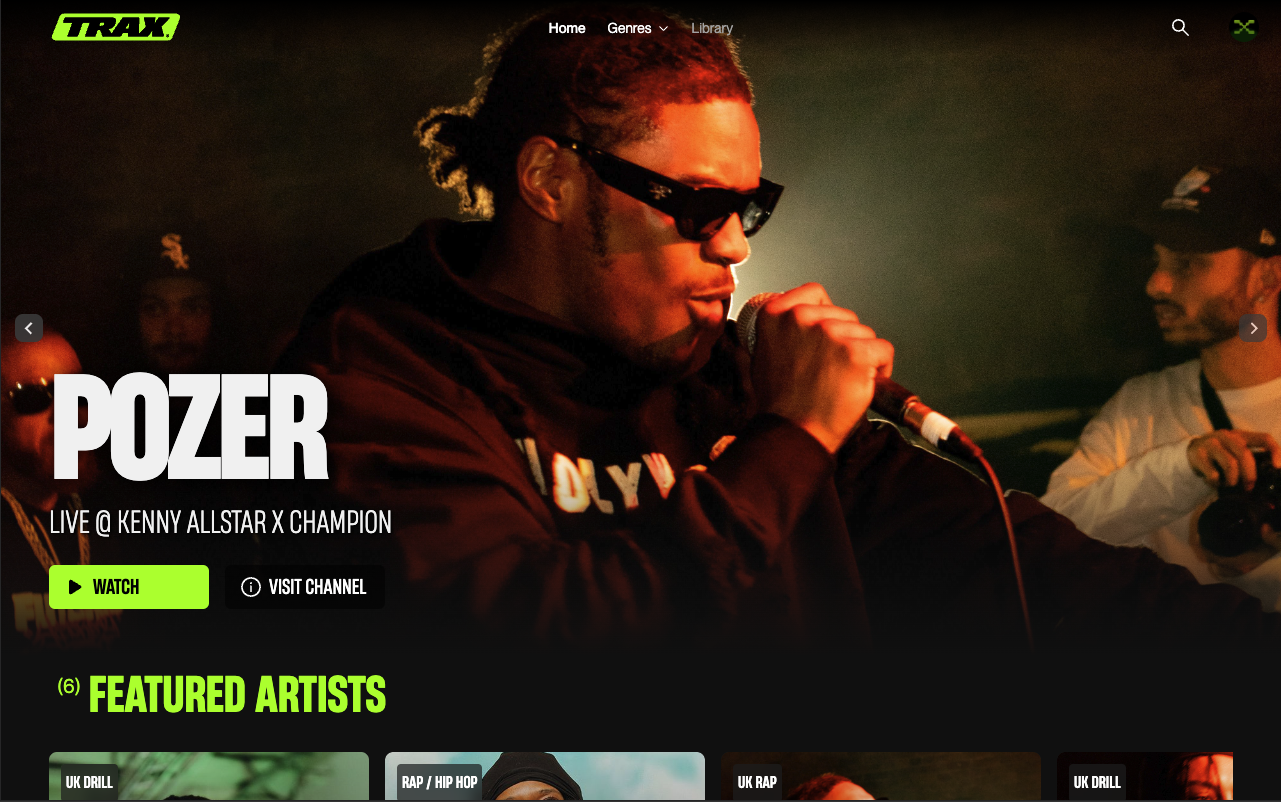 TRAX.
Home Genres Library
POZER
LIVE @ KENNY ALLSTAR X CHAMPION
WATCH VISIT CHANNEL
(6) FEATURED ARTISTS
UK DRILL RAP / HIP HOP UK RAP UK DRILL